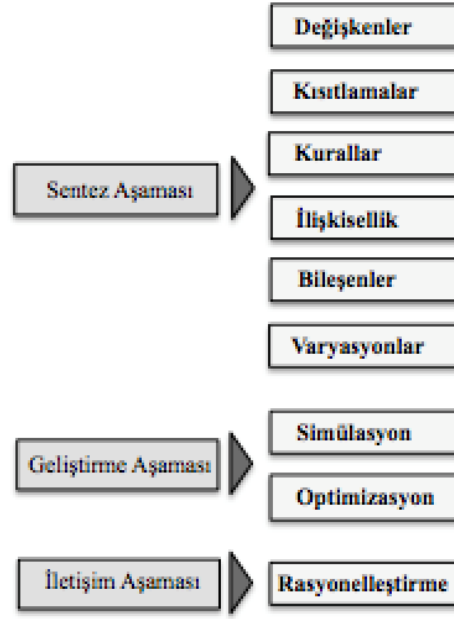 Değişkenler
Kısıtlamalar
Kurallar
Sentez Aşaması
İlişkisellik
Bileşenler
Varyasyonlar
Simülasyon
Geliştirme Aşaması
Optimizasyon
İletişim Aşaması
Rasyonelleştirme